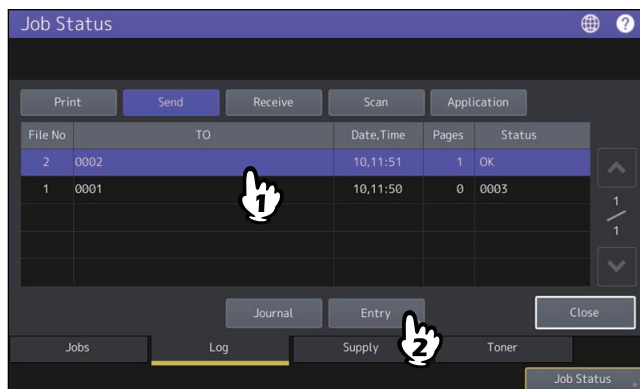 Job Status
?
Print Send Receive Scan Application
File No TO Date,Time Pages Status
2 0002 10,11:51 1 OK
1 0001 10,11:50 0 0003
1
1
1
Journal Entry Close
2
Jobs Log Supply Toner
Job Status